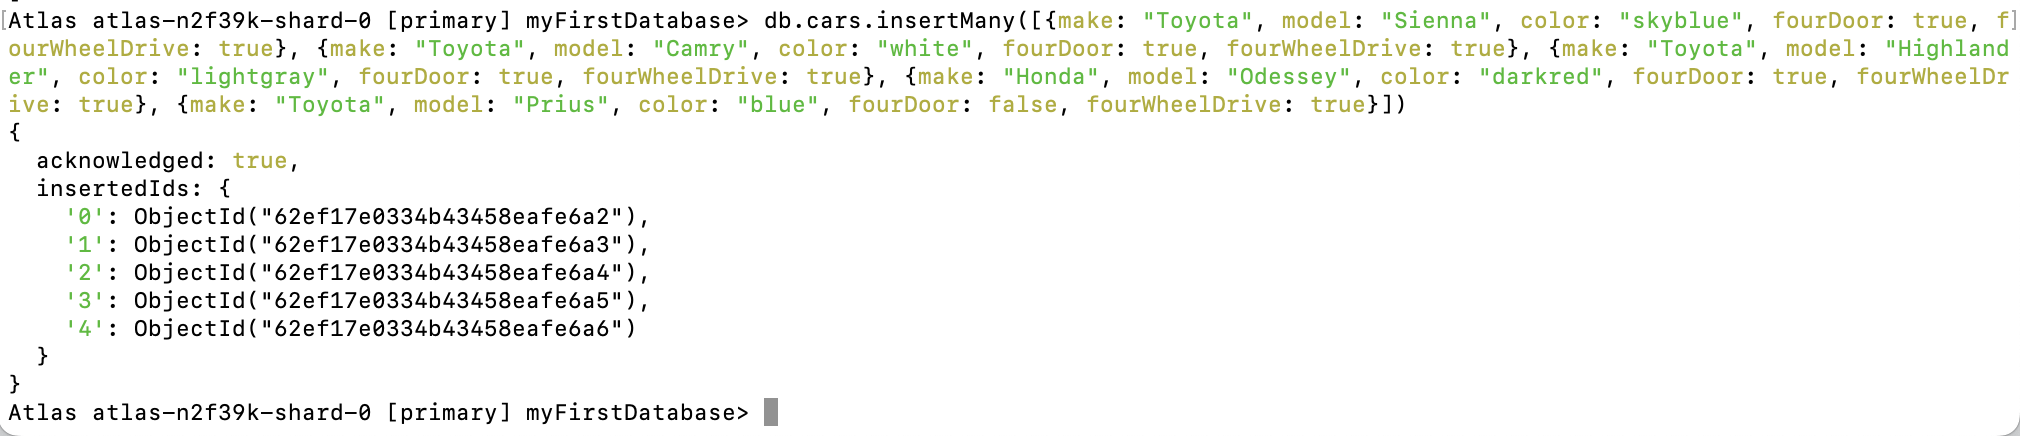 Atlas atlas-n2f39k-shard-0 [primary] myFirstDatabase> db.cars.insertMany([{make: "Toyota", model: "Sienna", color: "skyblue", fourDoor: true, f
ourWheelDrive: true}, {make: "Toyota", model: "Camry", color: "white", fourDoor: true, fourWheelDrive: true}, {make: "Toyota", model: "Highland
er", color: "lightgray", fourDoor: true, fourWheelDrive: true}, {make: "Honda", model: "Odessey", color: "darkred", fourDoor: true, fourWheelDr
ive: true}, {make: "Toyota", model: "Prius", color: "blue", fourDoor: false, fourWheelDrive: true}])
{
  acknowledged: true,
  insertedIds: {
    '0': ObjectId("62ef17e0334b43458eafe6a2"),
    '1': ObjectId("62ef17e0334b43458eafe6a3"),
    '2': ObjectId("62ef17e0334b43458eafe6a4"),
    '3': ObjectId("62ef17e0334b43458eafe6a5"),
    '4': ObjectId("62ef17e0334b43458eafe6a6")
  }
}
Atlas atlas-n2f39k-shard-0 [primary] myFirstDatabase>